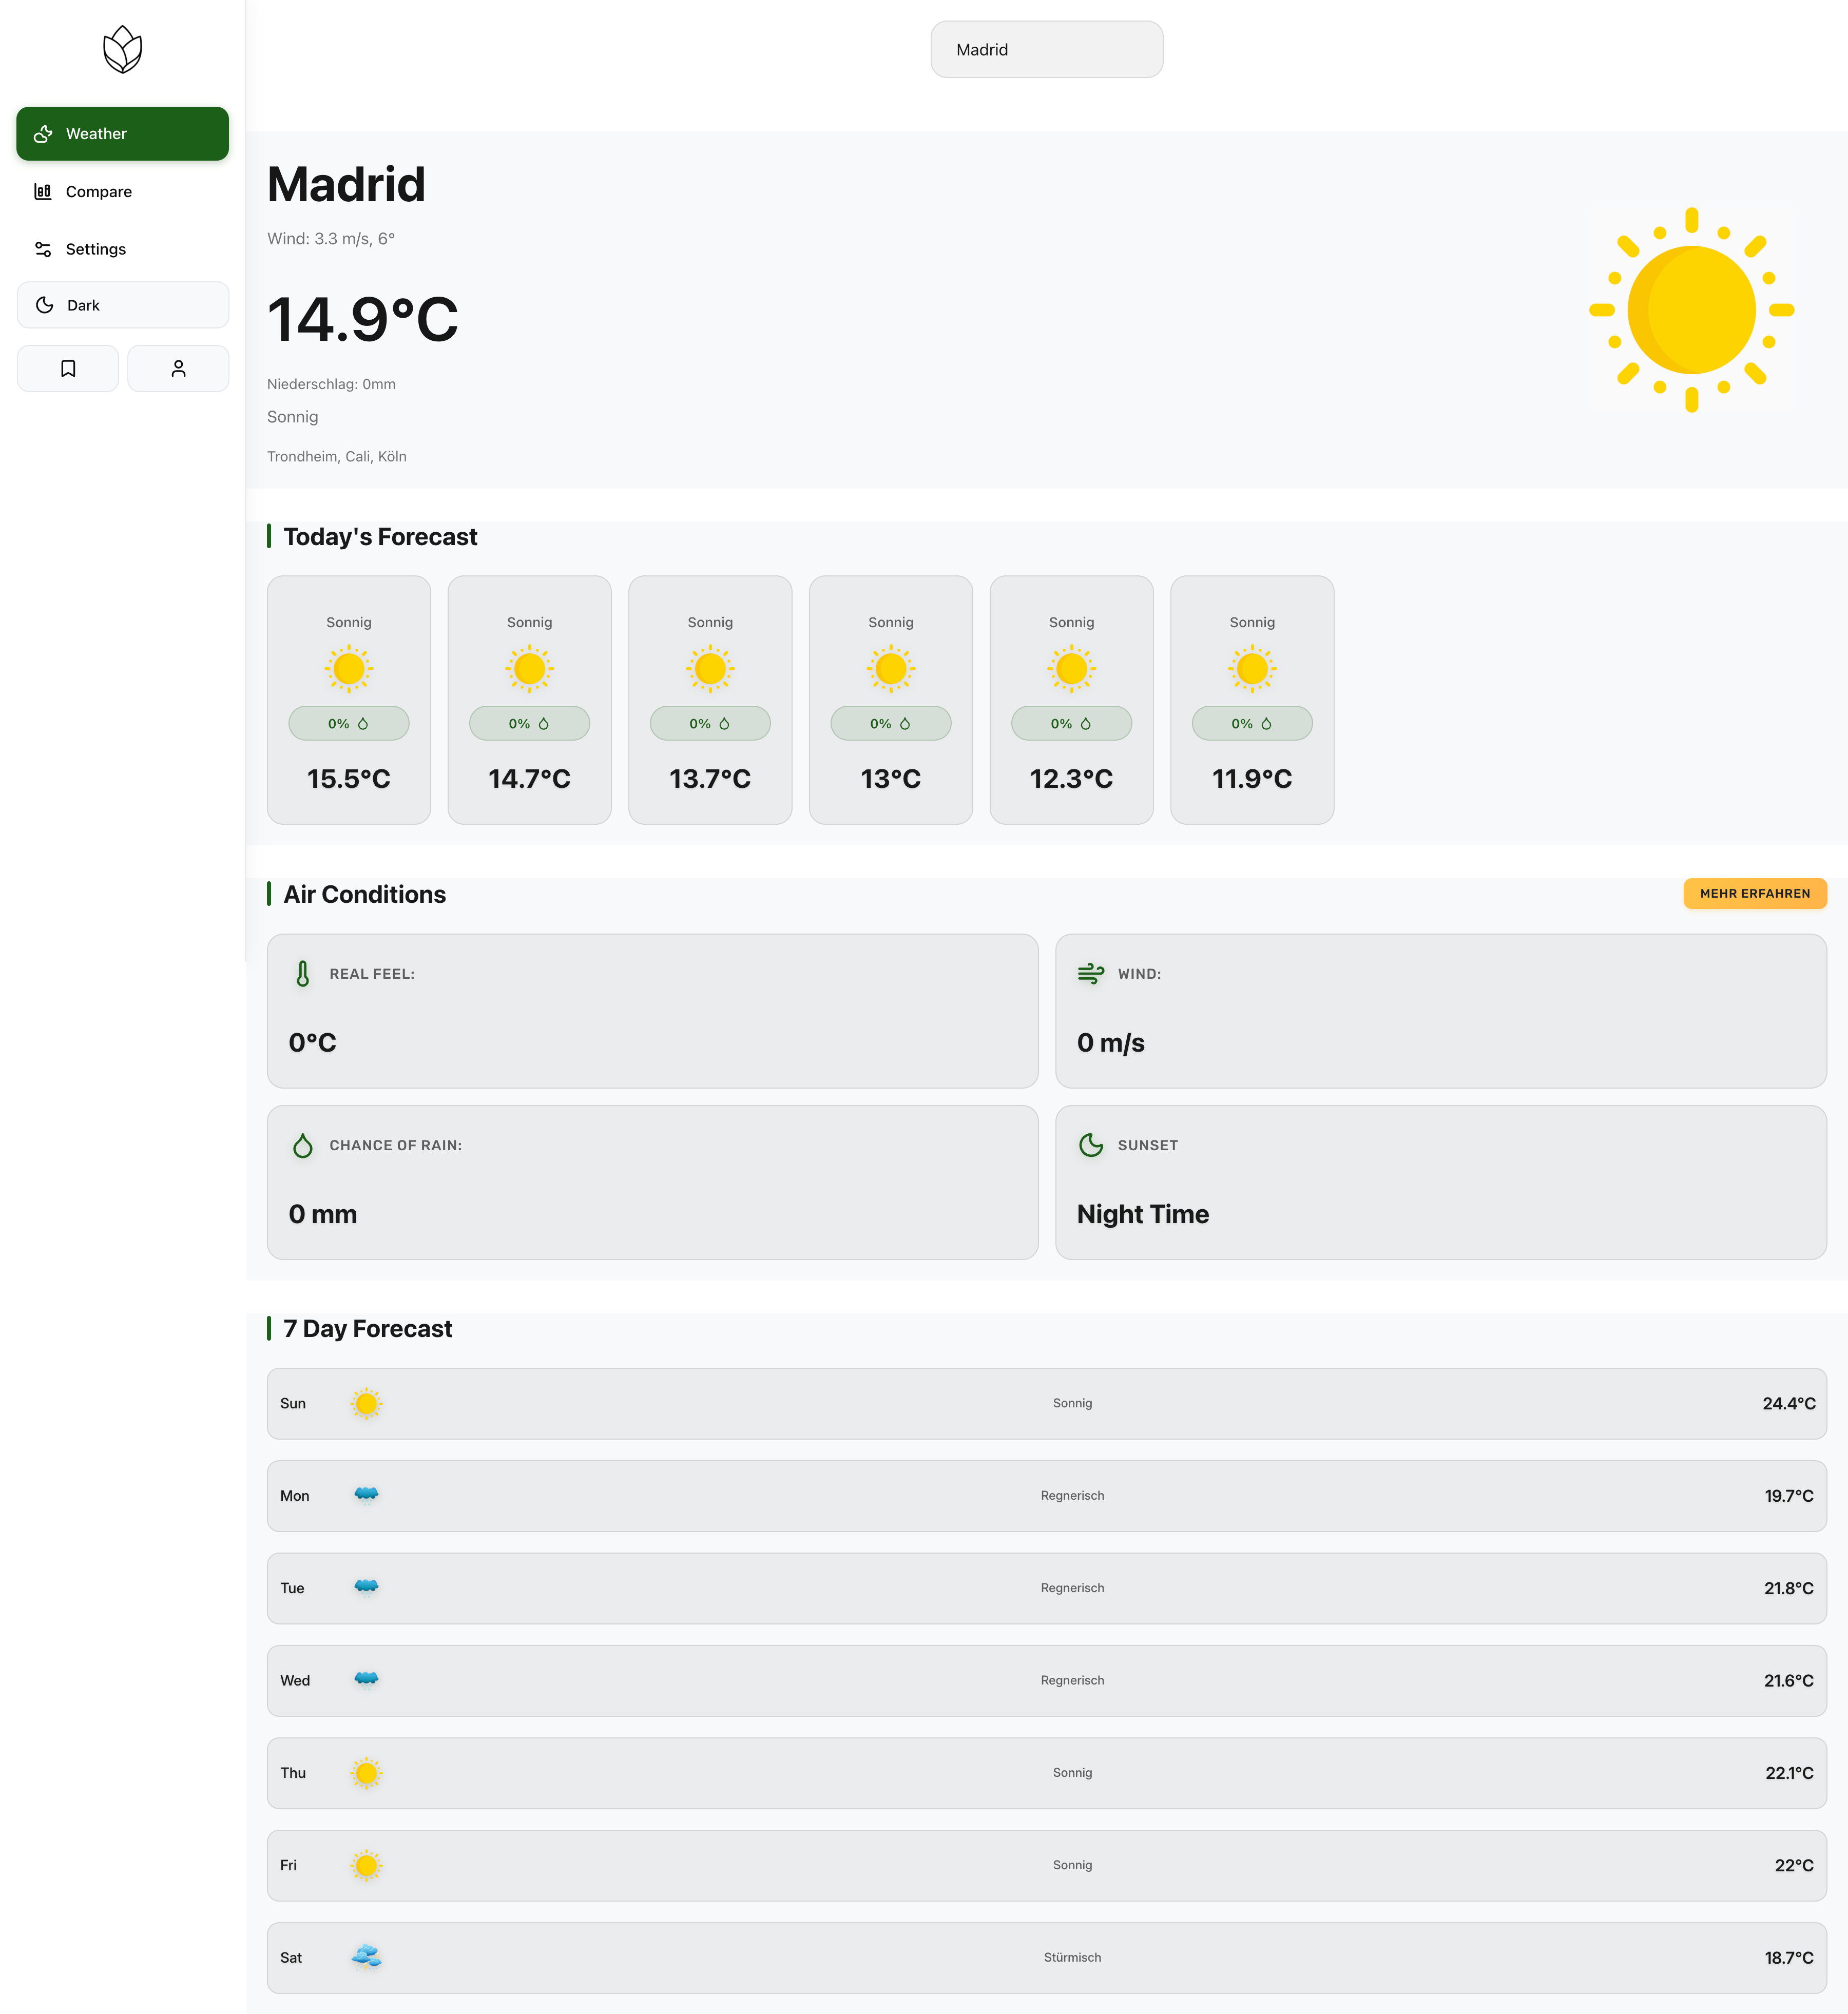 Madrid
Weather
Compare
Settings
Dark
Madrid
Wind: 3.3 m/s, 6°
14.9°C
Niederschlag: 0mm
Sonnig
Trondheim, Cali, Köln
Today's Forecast
Sonnig
0%
15.5°C
Sonnig
0%
14.7°C
Sonnig
0%
13.7°C
Sonnig
0%
13°C
Sonnig
0%
12.3°C
Sonnig
0%
11.9°C
Air Conditions
MEHR ERFAHREN
REAL FEEL:
0°C
WIND:
0 m/s
CHANCE OF RAIN:
0 mm
SUNSET
Night Time
7 Day Forecast
Sun Sonnig 24.4°C
Mon Regnerisch 19.7°C
Tue Regnerisch 21.8°C
Wed Regnerisch 21.6°C
Thu Sonnig 22.1°C
Fri Sonnig 22°C
Sat Stürmisch 18.7°C